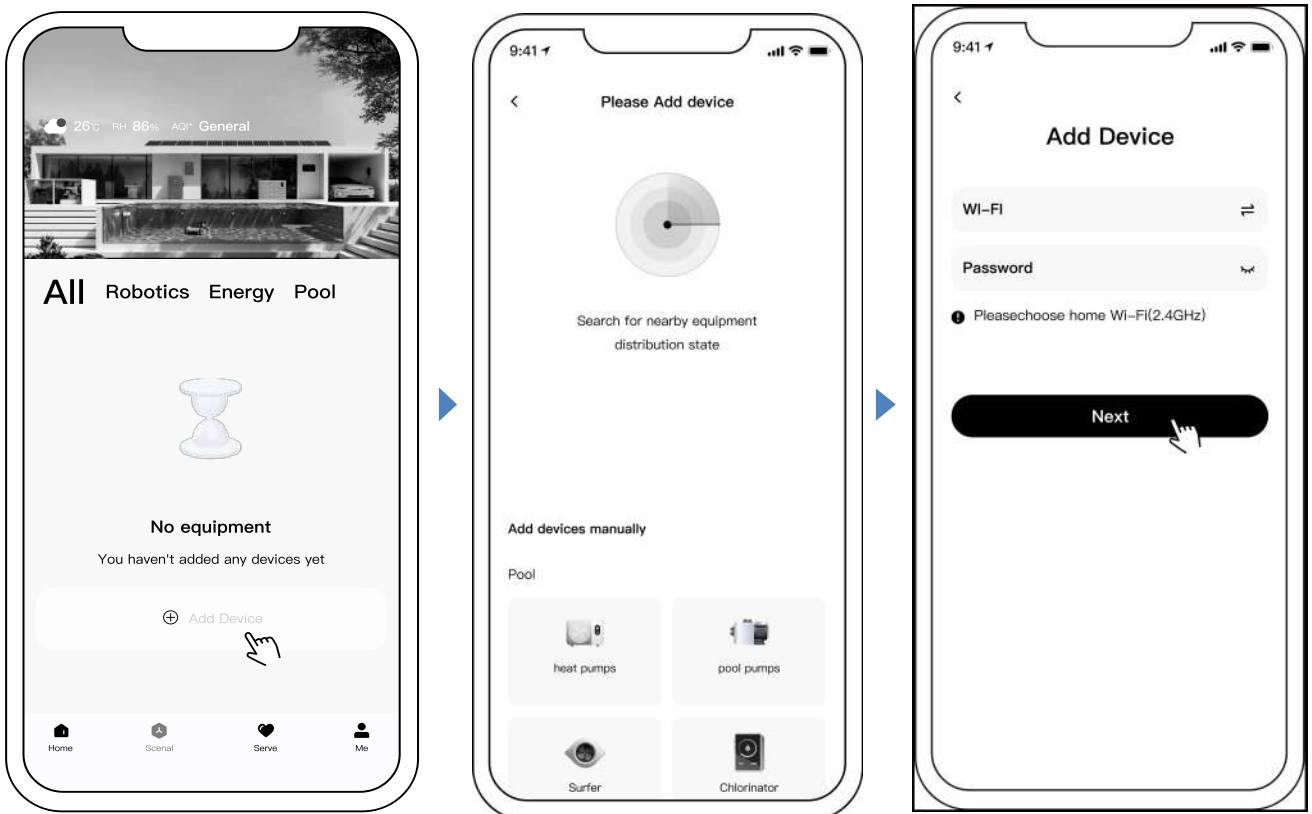 26°C RH 86% AQI* General
All Robotics Energy Pool
No equipment
You haven't added any devices yet
Add Device
Home Scenal Serve Me
9:41
Please Add device
Search for nearby equipment
distribution state
Add devices manually
Pool
heat pumps pool pumps
Surfer Chlorinator
9:41
Add Device
WI-FI
Password
Pleasechoose home Wi-Fi(2.4GHz)
Next